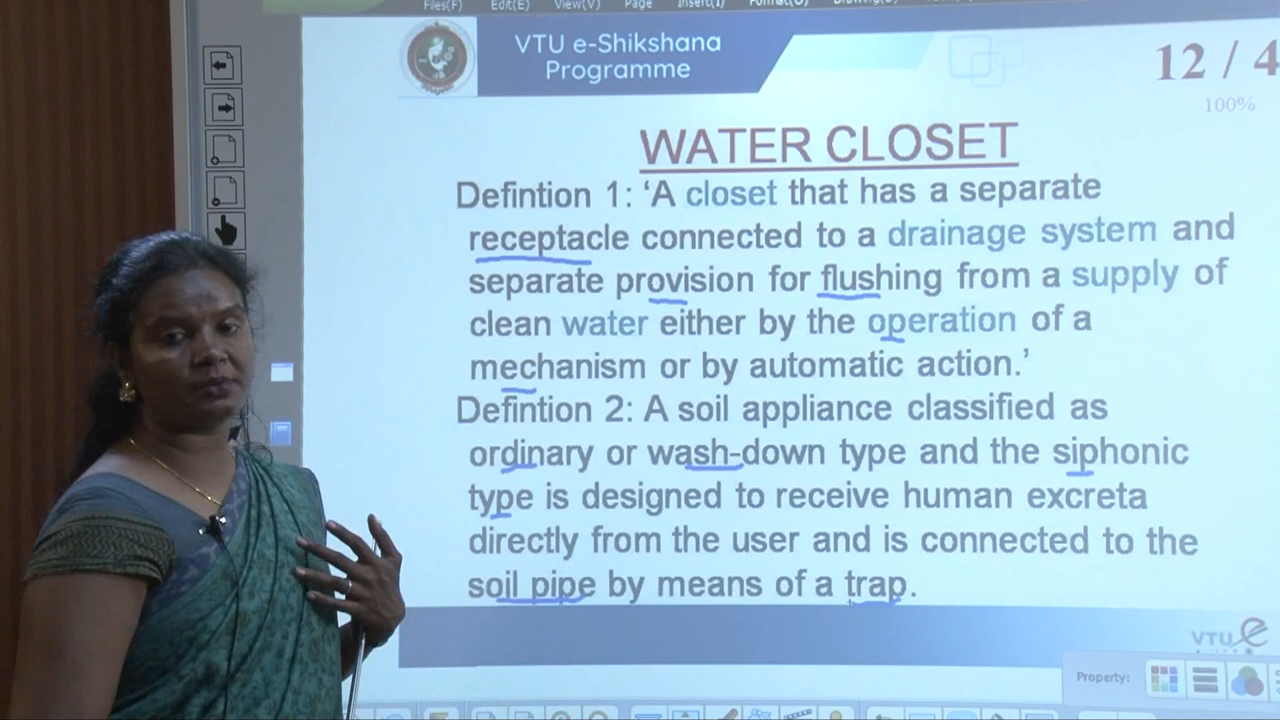 Files(F) Edit(E) View(V) Page Insert(I) Format(O)
VTU e-Shikshana
Programme
12 / 4
100%
WATER CLOSET
Defintion 1: ‘A closet that has a separate
receptacle connected to a drainage system and
separate provision for flushing from a supply of
clean water either by the operation of a
mechanism or by automatic action.’
Defintion 2: A soil appliance classified as
ordinary or wash-down type and the siphonic
type is designed to receive human excreta
directly from the user and is connected to the
soil pipe by means of a trap.
VTU e
Property: